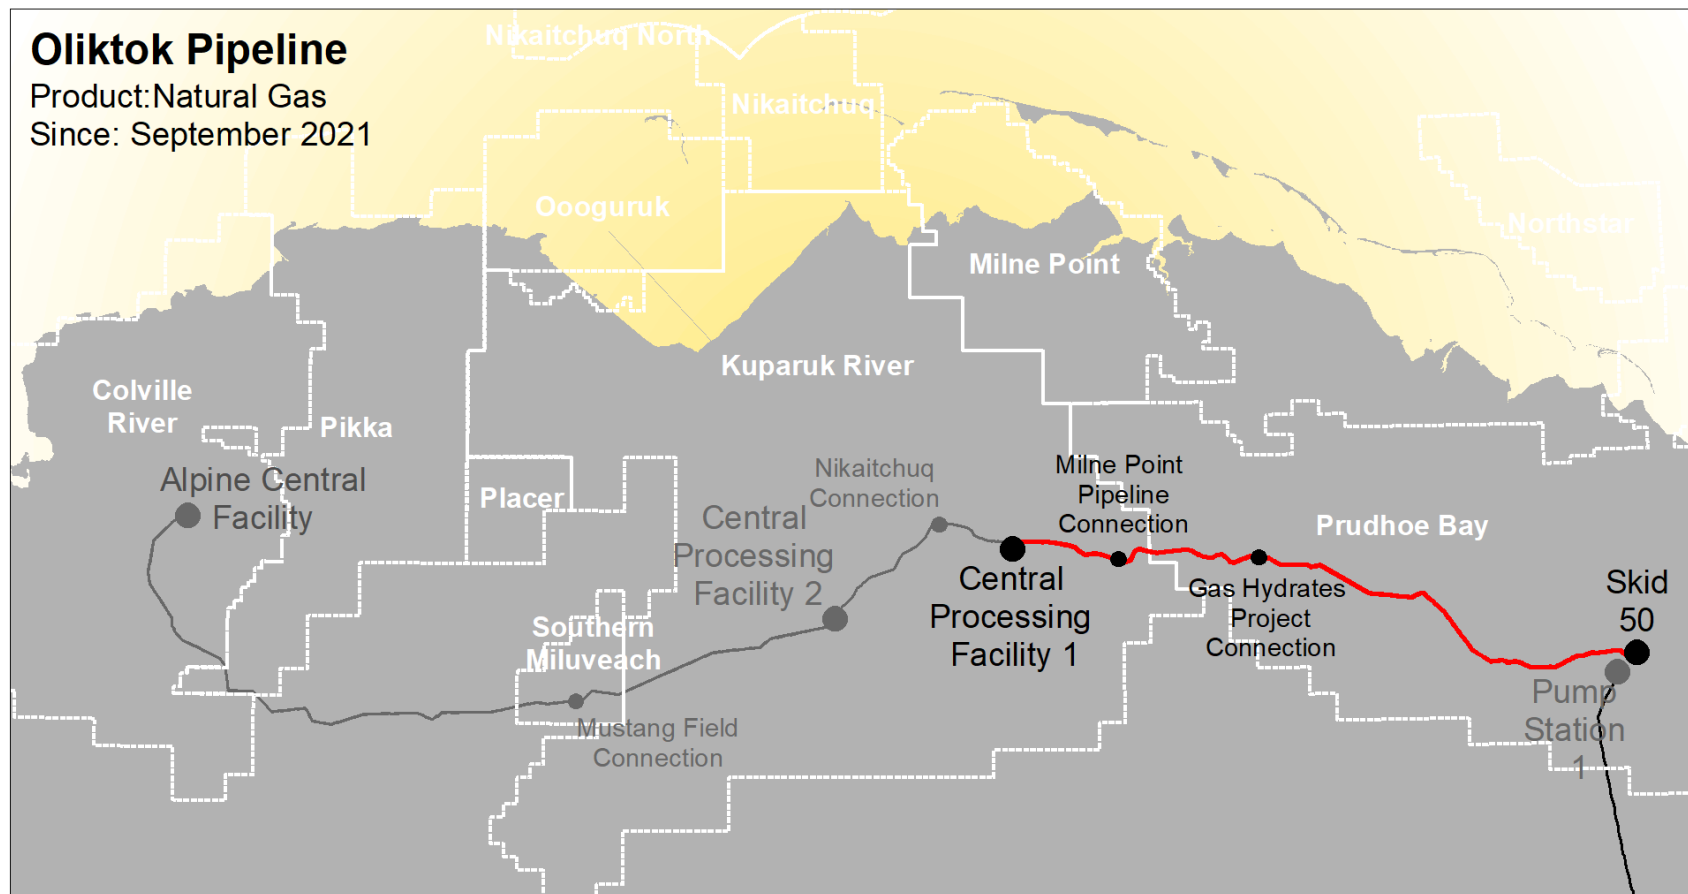 Oliktok Pipeline
Product:Natural Gas
Since: September 2021
Nikaitchuq North
Nikaitchuq
Oooguruk
Northstar
Milne Point
Kuparuk River
Colville
River
Pikka
Alpine Central
Facility
Placer
Nikaitchuq
Connection
Central
Processing
Facility 2
Milne Point
Pipeline
Connection
Prudhoe Bay
Central
Processing
Facility 1
Gas Hydrates
Project
Connection
Skid
50
Southern
Miluveach
Mustang Field
Connection
Pump
Station
1